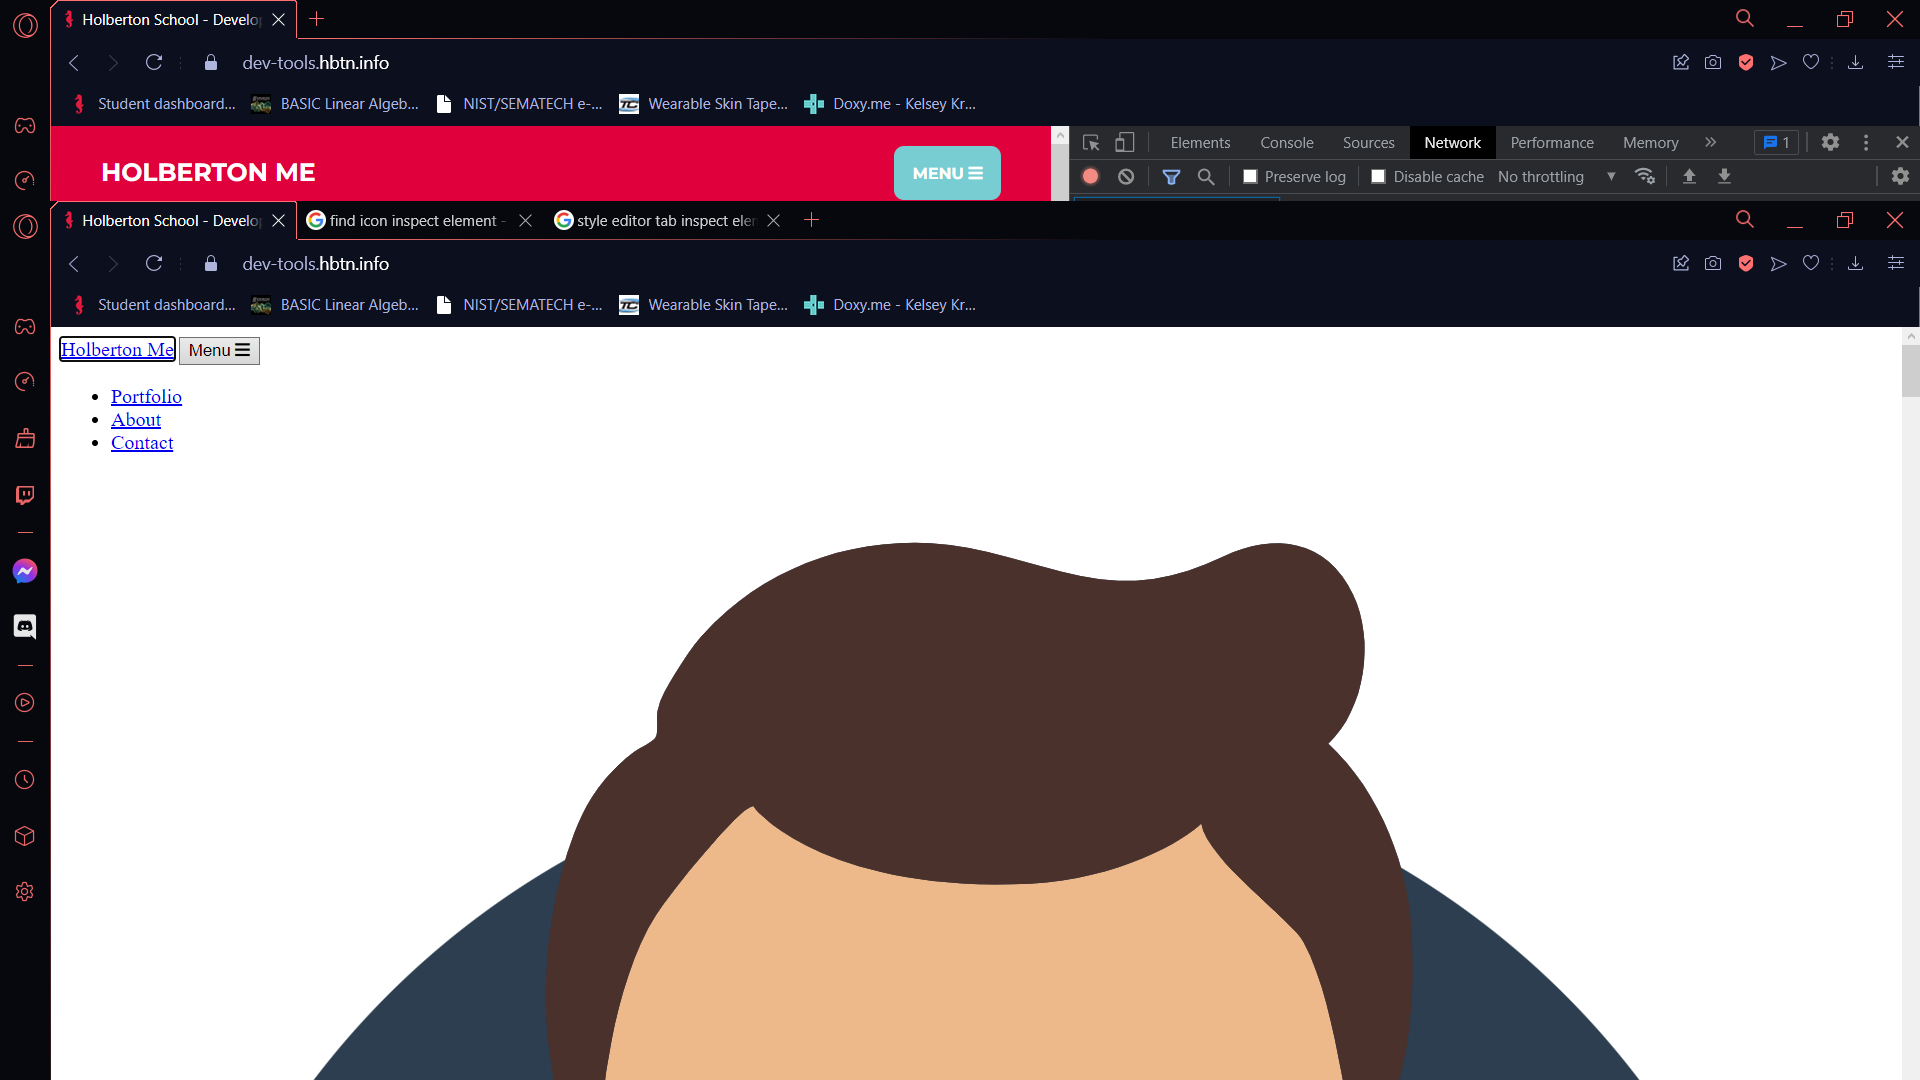 Holberton School - Develo
dev-tools.hbtn.info
Student dashboard... BASIC Linear Algeb... NIST/SEMATECH e-... Wearable Skin Tape... Doxy.me - Kelsey Kr...
HOLBERTON ME MENU
Elements Console Sources Network Performance Memory 1
Preserve log Disable cache No throttling
Holberton School - Develo find icon inspect element - style editor tab inspect elem
dev-tools.hbtn.info
Student dashboard... BASIC Linear Algeb... NIST/SEMATECH e-... Wearable Skin Tape... Doxy.me - Kelsey Kr...
Holberton Me Menu
Portfolio
About
Contact